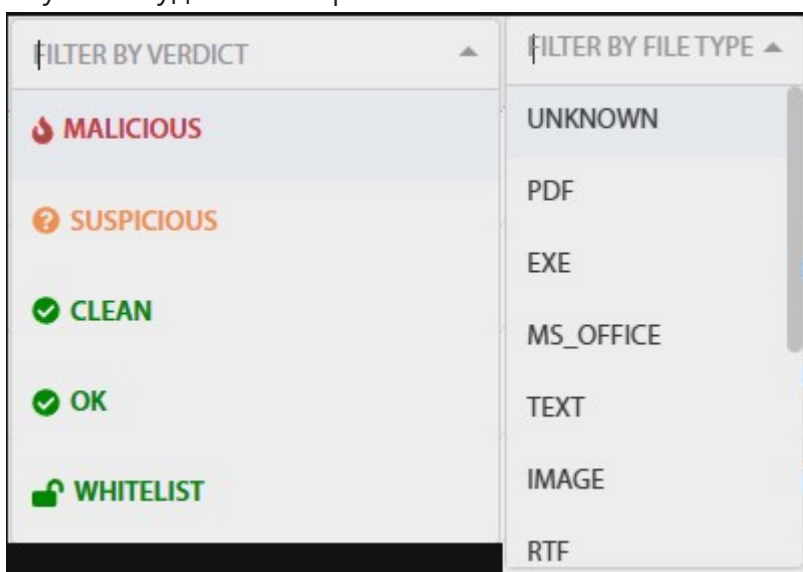 FILTER BY VERDICT
MALICIOUS
SUSPICIOUS
CLEAN
OK
WHITELIST
FILTER BY FILE TYPE
UNKNOWN
PDF
EXE
MS_OFFICE
TEXT
IMAGE
RTF